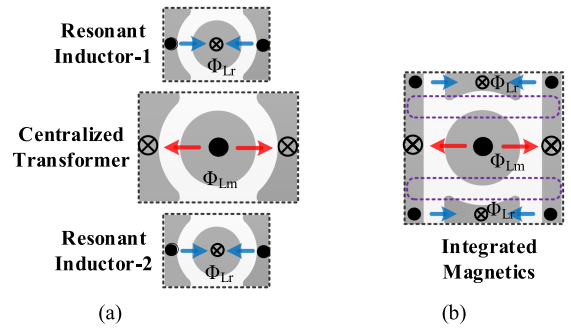 Resonant
Inductor-1
ΦLr
Centralized
Transformer
ΦLm
Resonant
Inductor-2
ΦLr
(a)
ΦLr
ΦLm
ΦLr
Integrated
Magnetics
(b)